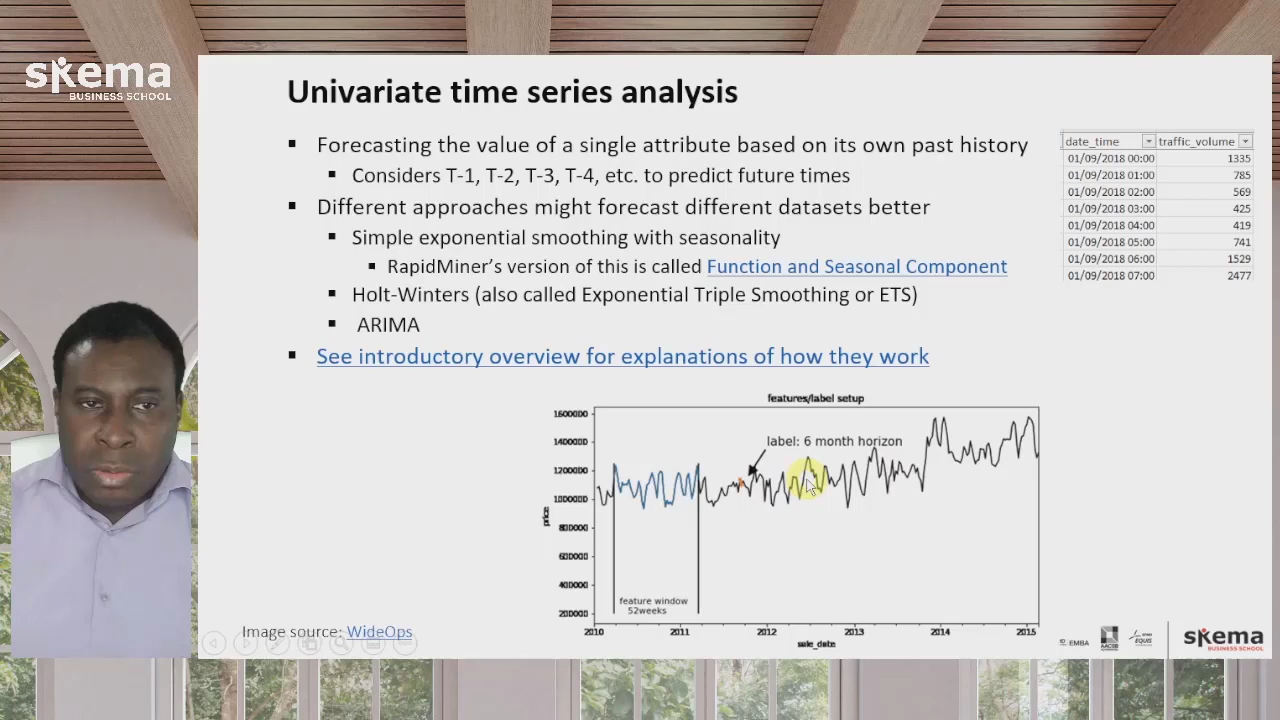 skema
BUSINESS SCHOOL
Univariate time series analysis
Forecasting the value of a single attribute based on its own past history
Considers T-1, T-2, T-3, T-4, etc. to predict future times
Different approaches might forecast different datasets better
Simple exponential smoothing with seasonality
RapidMiner's version of this is called Function and Seasonal Component
Holt-Winters (also called Exponential Triple Smoothing or ETS)
ARIMA
See introductory overview for explanations of how they work
date_time traffic_volume
01/09/2018 00:00 1335
01/09/2018 01:00 785
01/09/2018 02:00 569
01/09/2018 03:00 425
01/09/2018 04:00 419
01/09/2018 05:00 741
01/09/2018 06:00 1529
01/09/2018 07:00 2477
features/label setup
label: 6 month horizon
1600000
1400000
1200000
1000000
800000
600000
400000
200000
price
feature window
52weeks
2010 2011 2012 2013 2014 2015
sale_date
Image source: WideOps
EMBA
AACSB
EQUIS
skema
BUSINESS SCHOOL